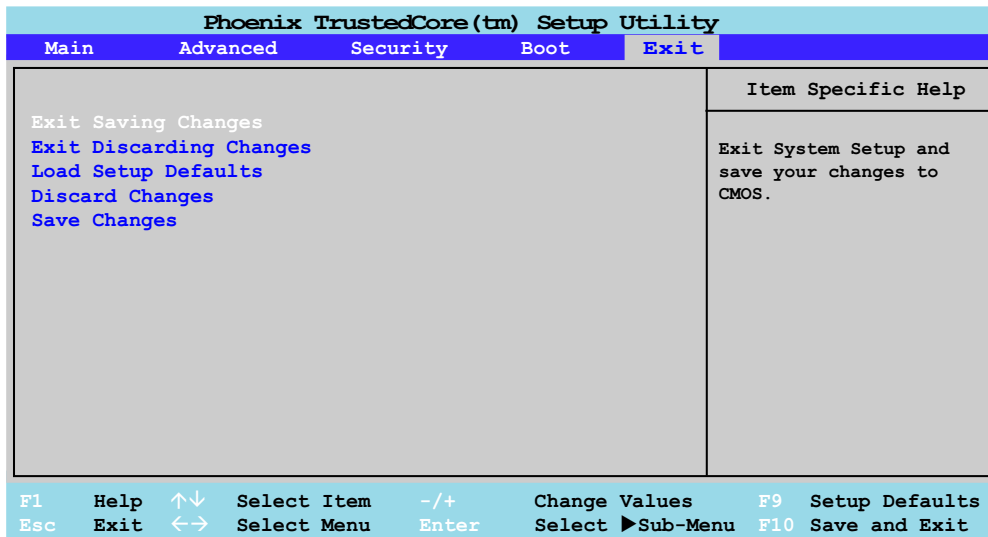 Phoenix TrustedCore(tm) Setup Utility
Main Advanced Security Boot Exit
Item Specific Help
Exit Saving Changes
Exit Discarding Changes
Load Setup Defaults
Discard Changes
Save Changes
Exit System Setup and
save your changes to
CMOS.
F1 Help ↑↓ Select Item -/+ Change Values F9 Setup Defaults
Esc Exit ←→ Select Menu Enter Select ▶Sub-Menu F10 Save and Exit